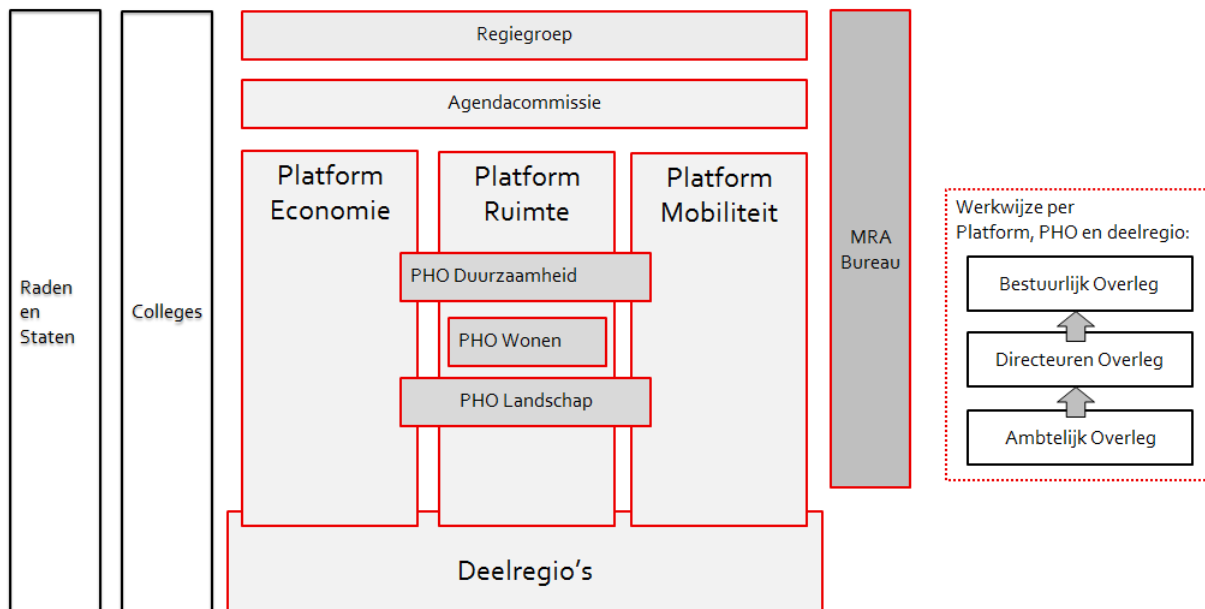 Raden
en
Staten
Colleges
Regiegroep
Agendacommissie
Platform
Economie
Platform
Ruimte
Platform
Mobiliteit
PHO Duurzaamheid
PHO Wonen
PHO Landschap
Deelregio's
MRA
Bureau
Werkwijze per
Platform, PHO en deelregio:
Bestuurlijk Overleg
Directeuren Overleg
Ambtelijk Overleg